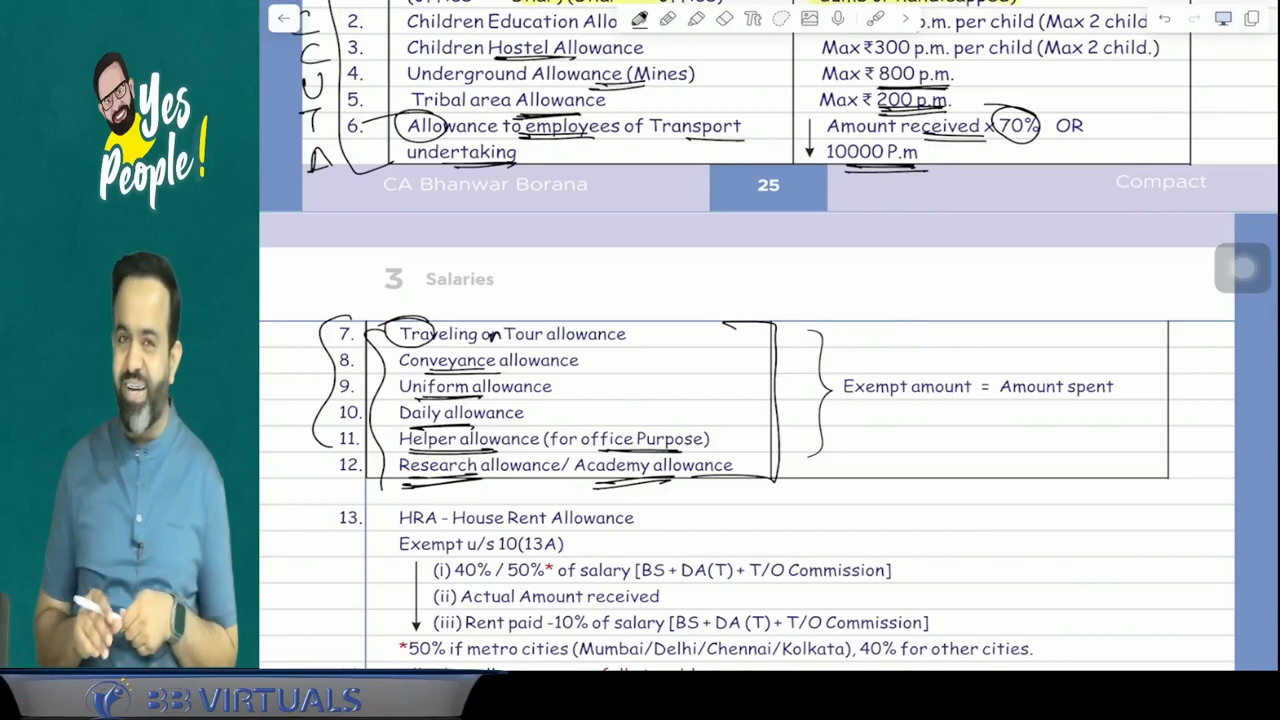 Yes
People!
2. Children Education Allo p.m. per child (Max 2 child
3. Children Hostel Allowance Max ₹300 p.m. per child (Max 2 child.)
4. Underground Allowance (Mines) Max ₹ 800 p.m.
5. Tribal area Allowance Max ₹ 200 p.m.
6. Allowance to employees of Transport Amount received x 70% OR
undertaking 10000 P.m
CA Bhanwar Borana 25 Compact
3 Salaries
7. Traveling on Tour allowance
8. Conveyance allowance
9. Uniform allowance Exempt amount = Amount spent
10. Daily allowance
11. Helper allowance (for office Purpose)
12. Research allowance/ Academy allowance
13. HRA - House Rent Allowance
Exempt u/s 10(13A)
(i) 40% / 50%* of salary [BS + DA(T) + T/O Commission]
(ii) Actual Amount received
(iii) Rent paid -10% of salary [BS + DA (T) + T/O Commission]
*50% if metro cities (Mumbai/Delhi/Chennai/Kolkata), 40% for other cities.
BB VIRTUALS